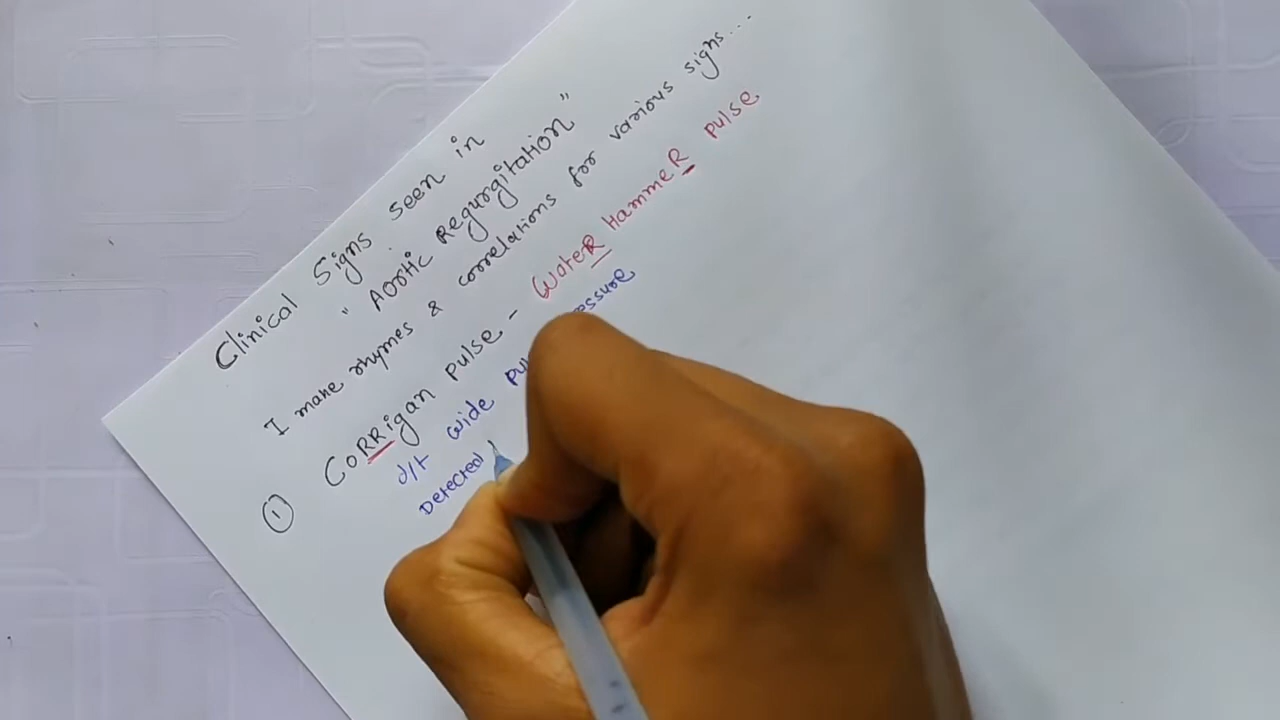 Clinical Signs seen in
"Aortic Regurgitation"
I make rhymes & correlations for various signs...
① CoRRigan pulse - WateR HammeR pulse
d/t wide
Detected